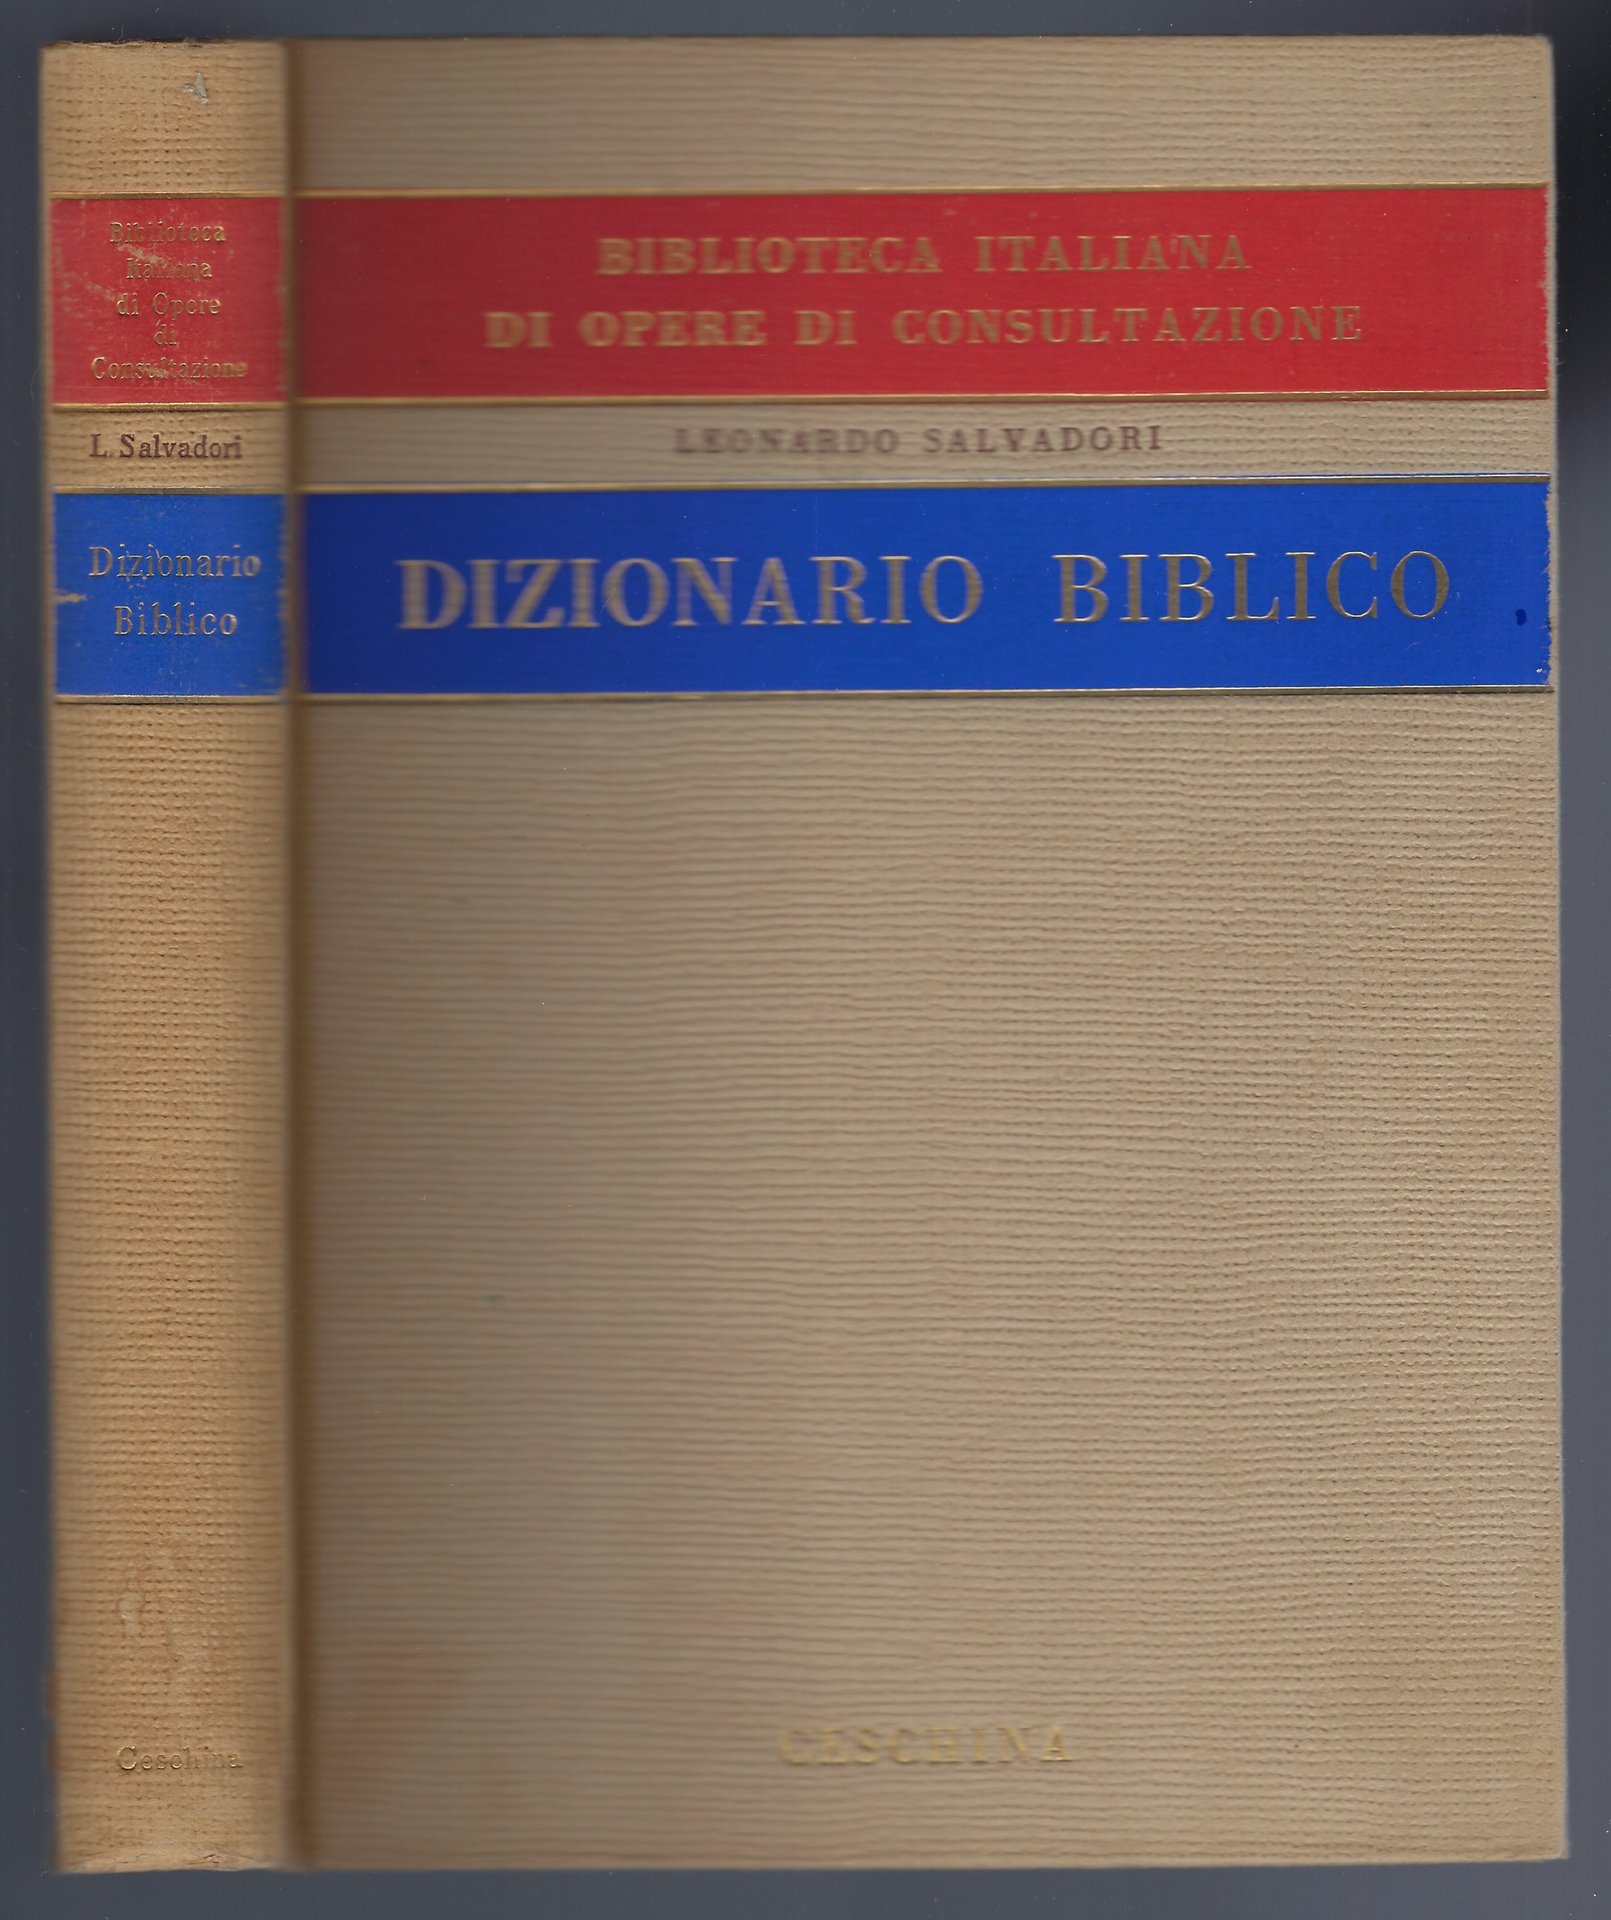 Biblioteca
Italiana
di Opere
di
Consultazione
L. Salvadori
Dizionario
Biblico
Ceschina
BIBLIOTECA ITALIANA
DI OPERE DI CONSULTAZIONE
LEONARDO SALVADORI
DIZIONARIO BIBLICO
CESCHINA